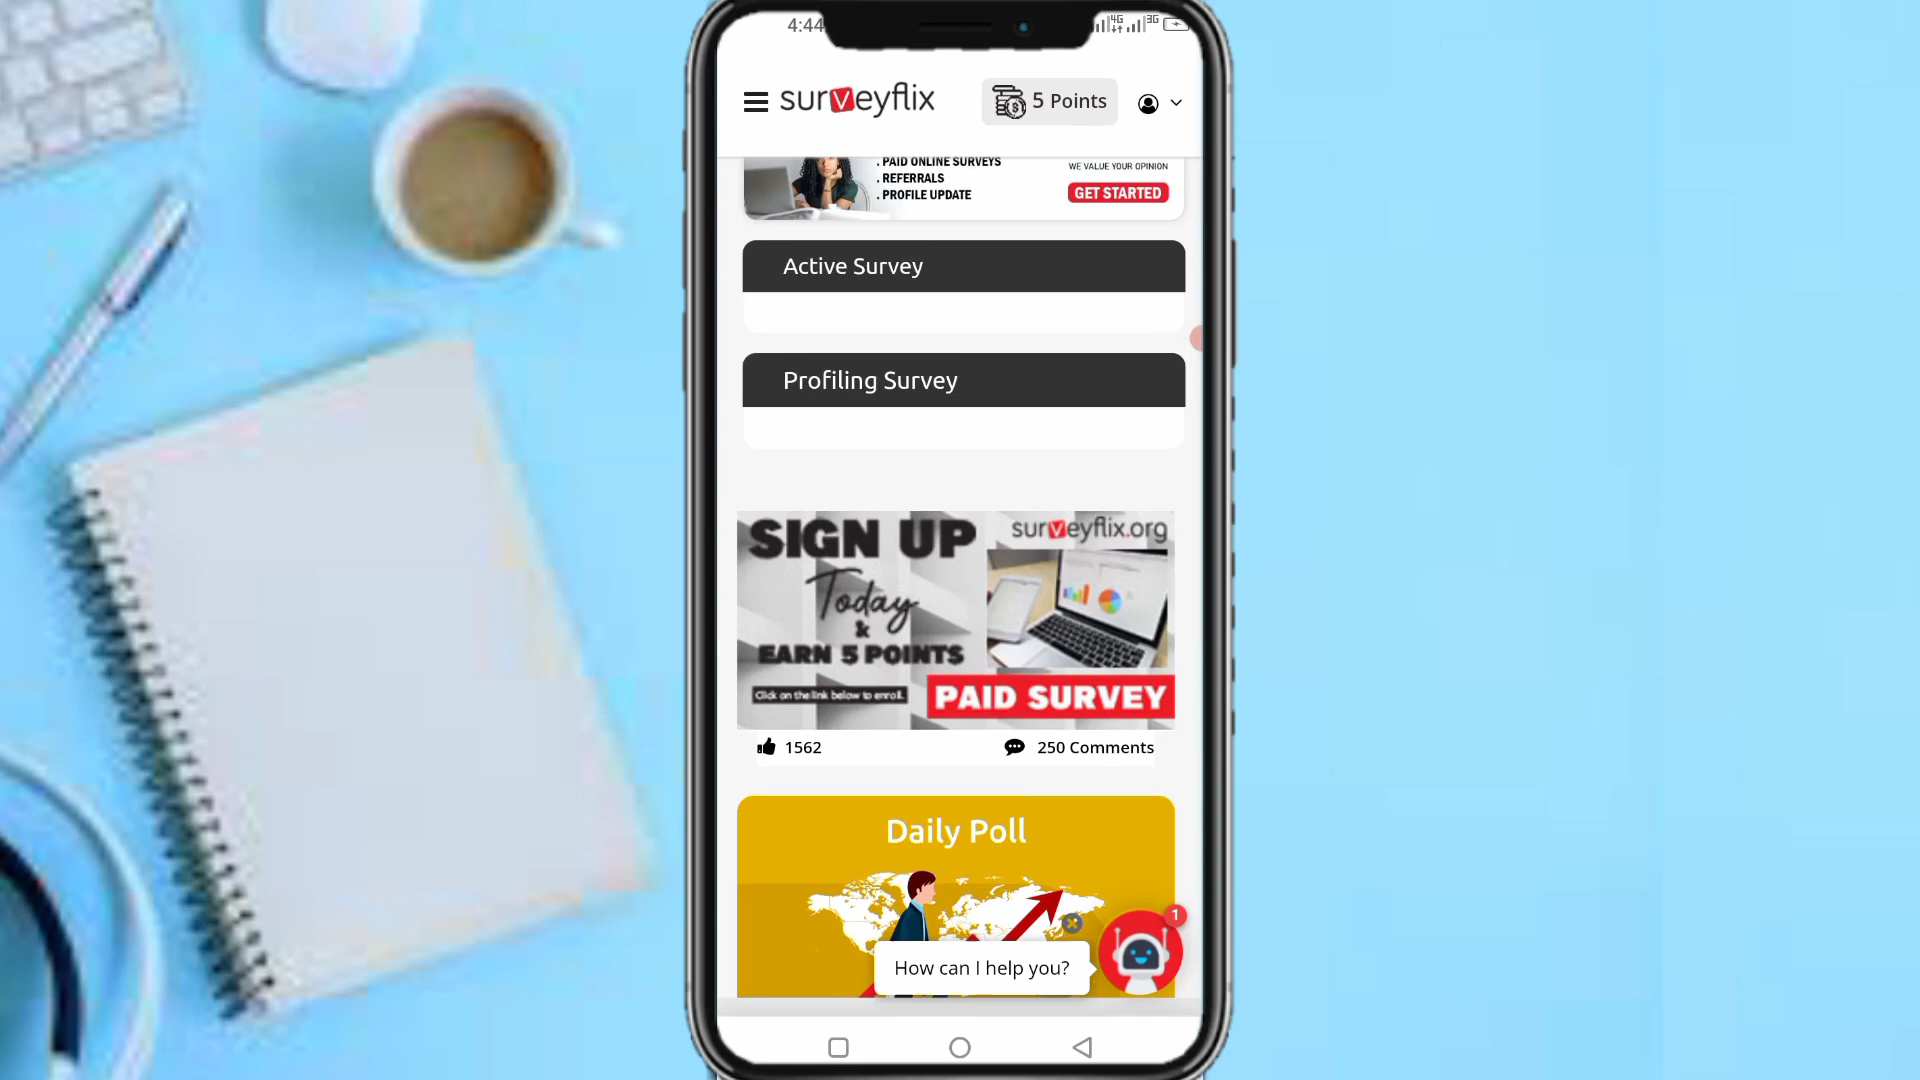 4:44
4G
3G
surveyflix
5 Points
. PAID ONLINE SURVEYS
. REFERRALS
. PROFILE UPDATE
WE VALUE YOUR OPINION
GET STARTED
Active Survey
Profiling Survey
SIGN UP
Today
&
EARN 5 POINTS
Click on the link below to enroll.
surveyflix.org
PAID SURVEY
1562
250 Comments
Daily Poll
1
How can I help you?